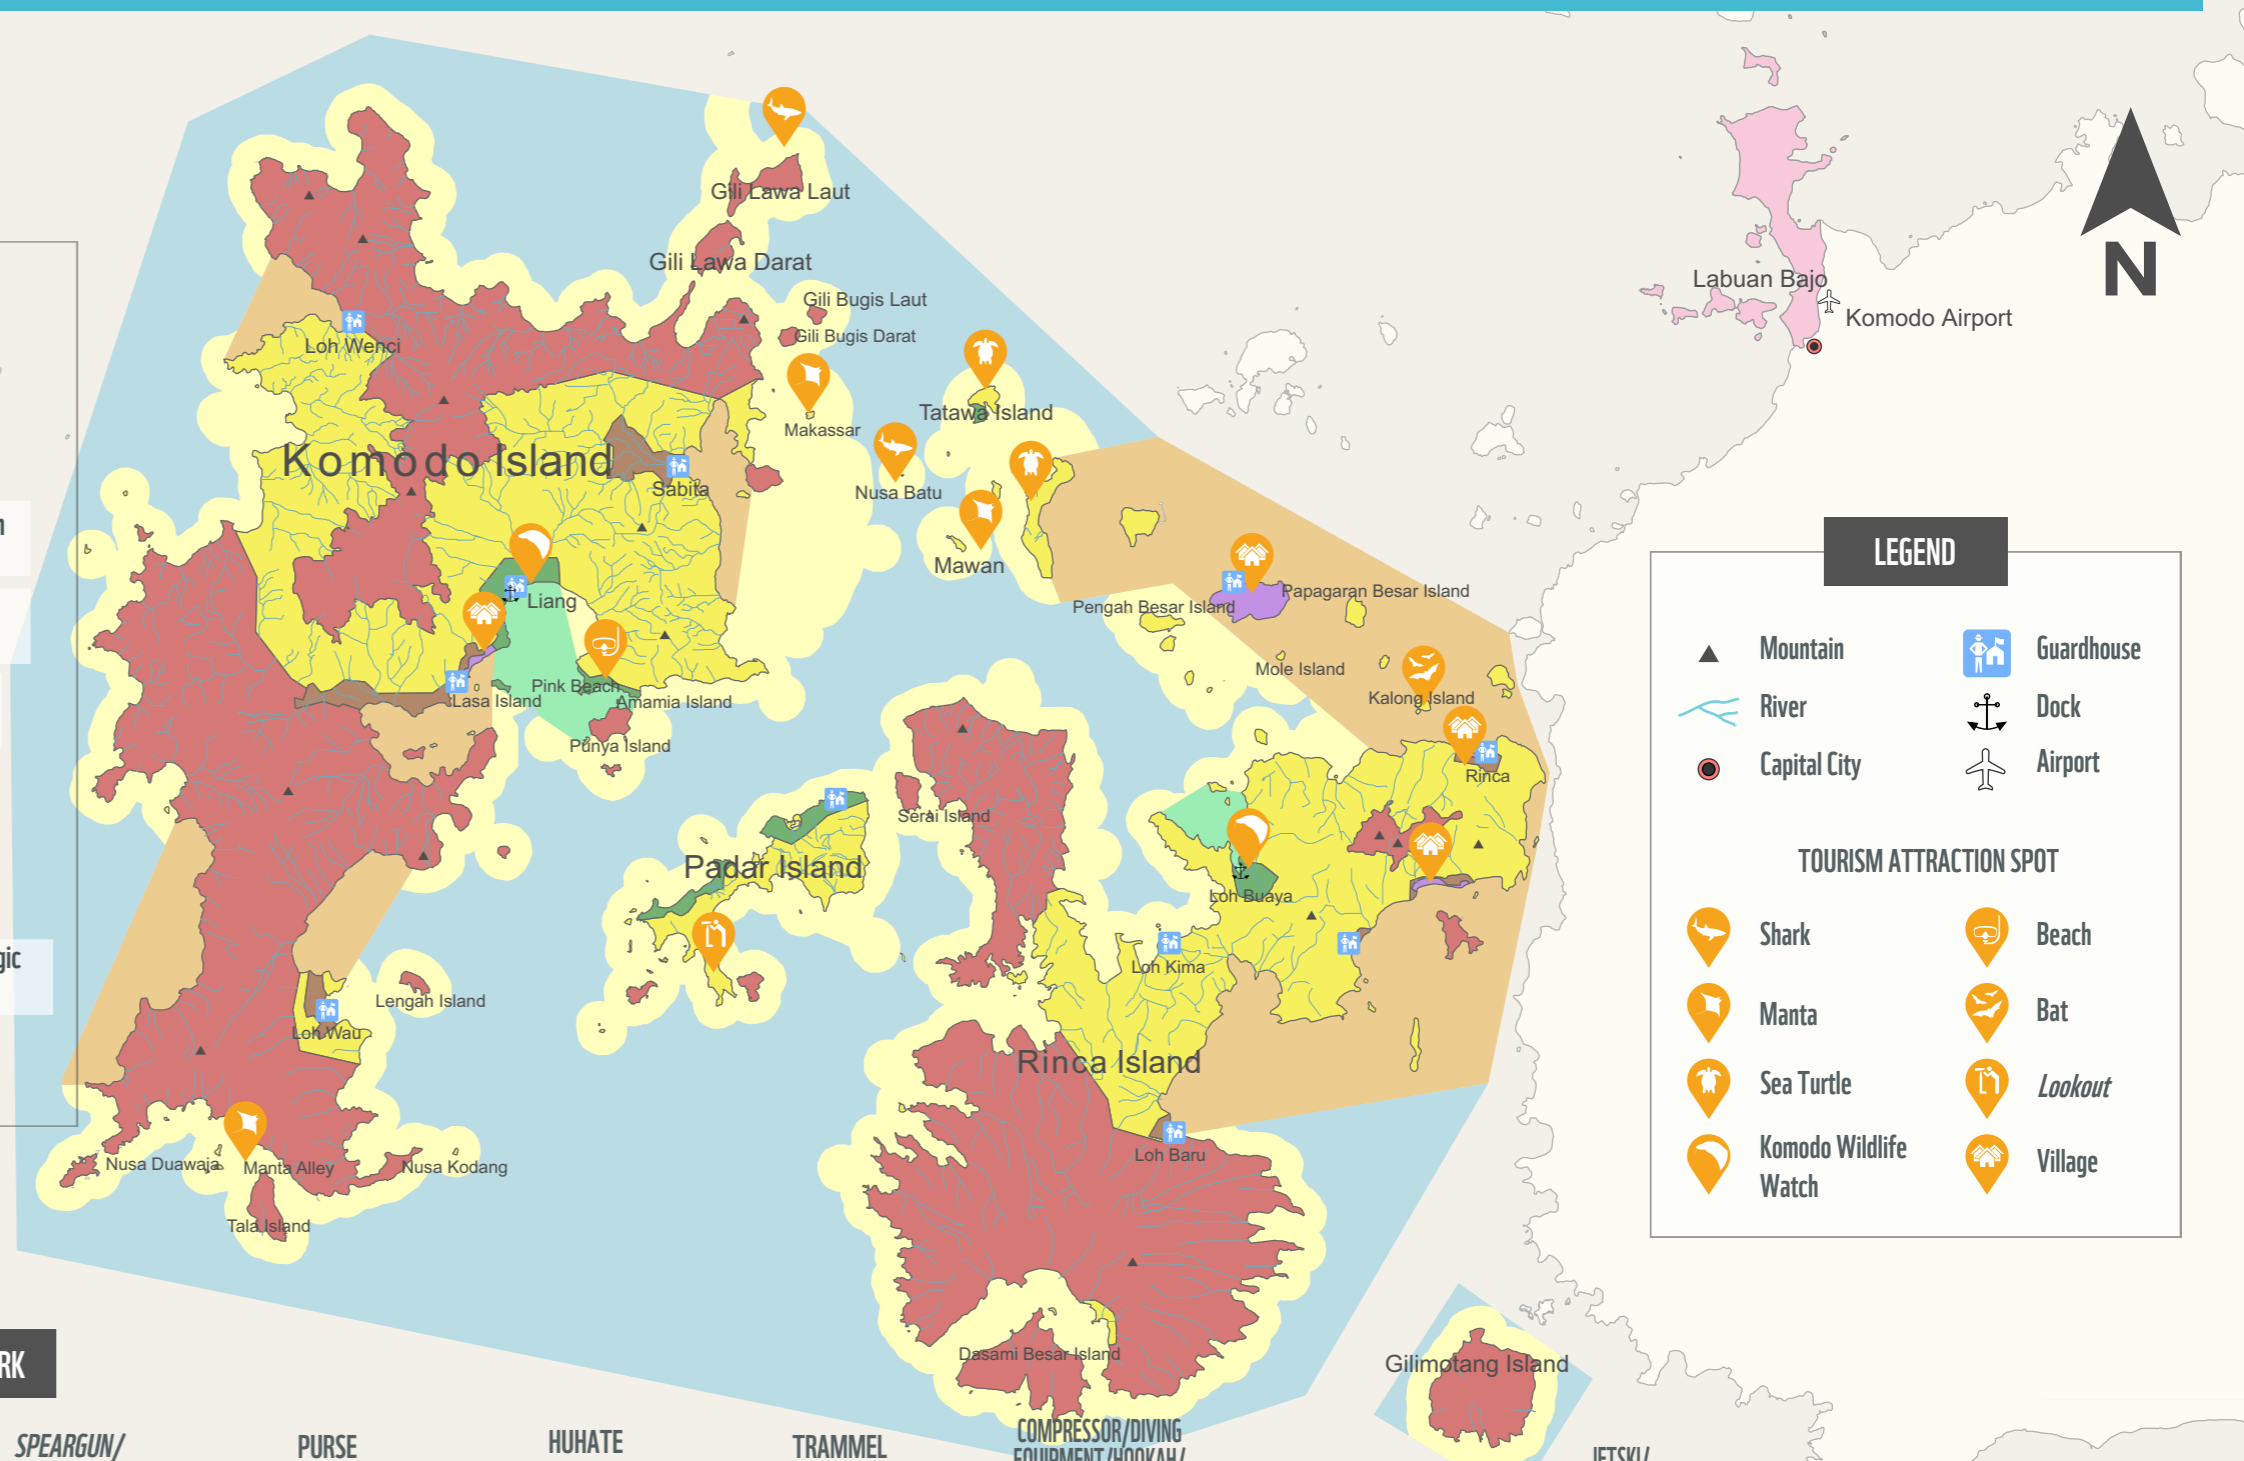 Gili Lawa Laut
Gili Lawa Darat
Gili Bugis Laut
Gili Bugis Darat
Labuan Bajo
Komodo Airport
N
Loh Wenci
Makassar
Tatawa Island
Komodo Island
Sabita
Nusa Batu
Mawan
Liang
Pengah Besar Island
Papagaran Besar Island
Mole Island
Kalong Island
Pink Beach
Lasa Island
Amamia Island
Punya Island
Rinca
Serai Island
Padar Island
Loh Buaya
Loh Kima
Lengah Island
Loh Wau
Rinca Island
Loh Baru
Nusa Duawaja
Manta Alley
Nusa Kodang
Tala Island
Dasami Besar Island
Gilimotang Island
LEGEND
Mountain
Guardhouse
River
Dock
Capital City
Airport
TOURISM ATTRACTION SPOT
Shark
Beach
Manta
Bat
Sea Turtle
Lookout
Komodo Wildlife
Watch
Village
n
gic
RK
SPEARGUN/
PURSE
HUHATE
TRAMMEL
COMPRESSOR/DIVING
EQUIPMENT/HOOKAH/
JETSKI/